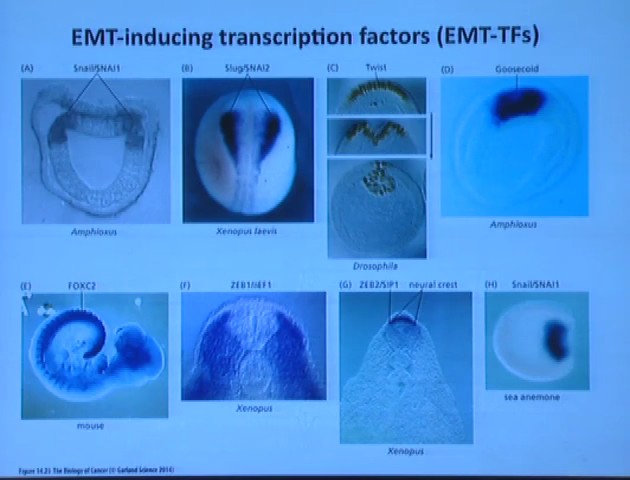 EMT-inducing transcription factors (EMT-TFs)
(A) Snail/SNAI1
(B) Slug/SNAI2
(C) Twist
(D) Goosecoid
Amphioxus
Xenopus laevis
Drosophila
Amphioxus
(E) FOXC2
(F) ZEB1/δEF1
(G) ZEB2/SIP1 neural crest
(H) Snail/SNAI1
mouse
Xenopus
Xenopus
sea anemone
Figure 14.25 The Biology of Cancer (© Garland Science 2014)